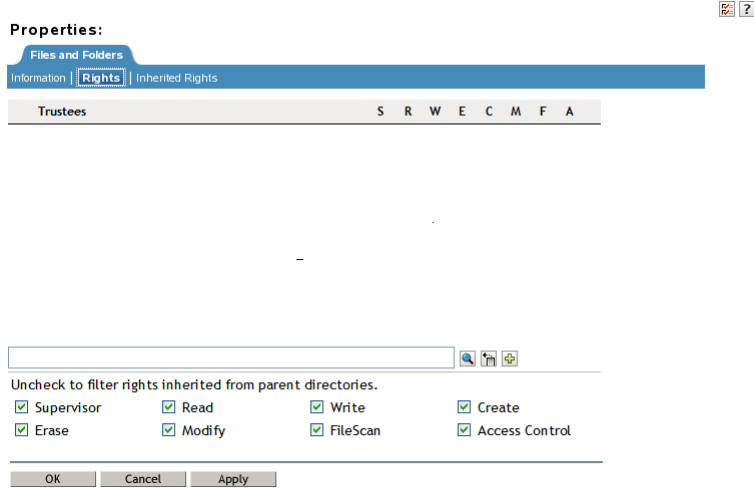 ?
Properties:
Files and Folders
Information | Rights | Inherited Rights
Trustees S R W E C M F A
Uncheck to filter rights inherited from parent directories.
Supervisor Read Write Create
Erase Modify FileScan Access Control
OK Cancel Apply